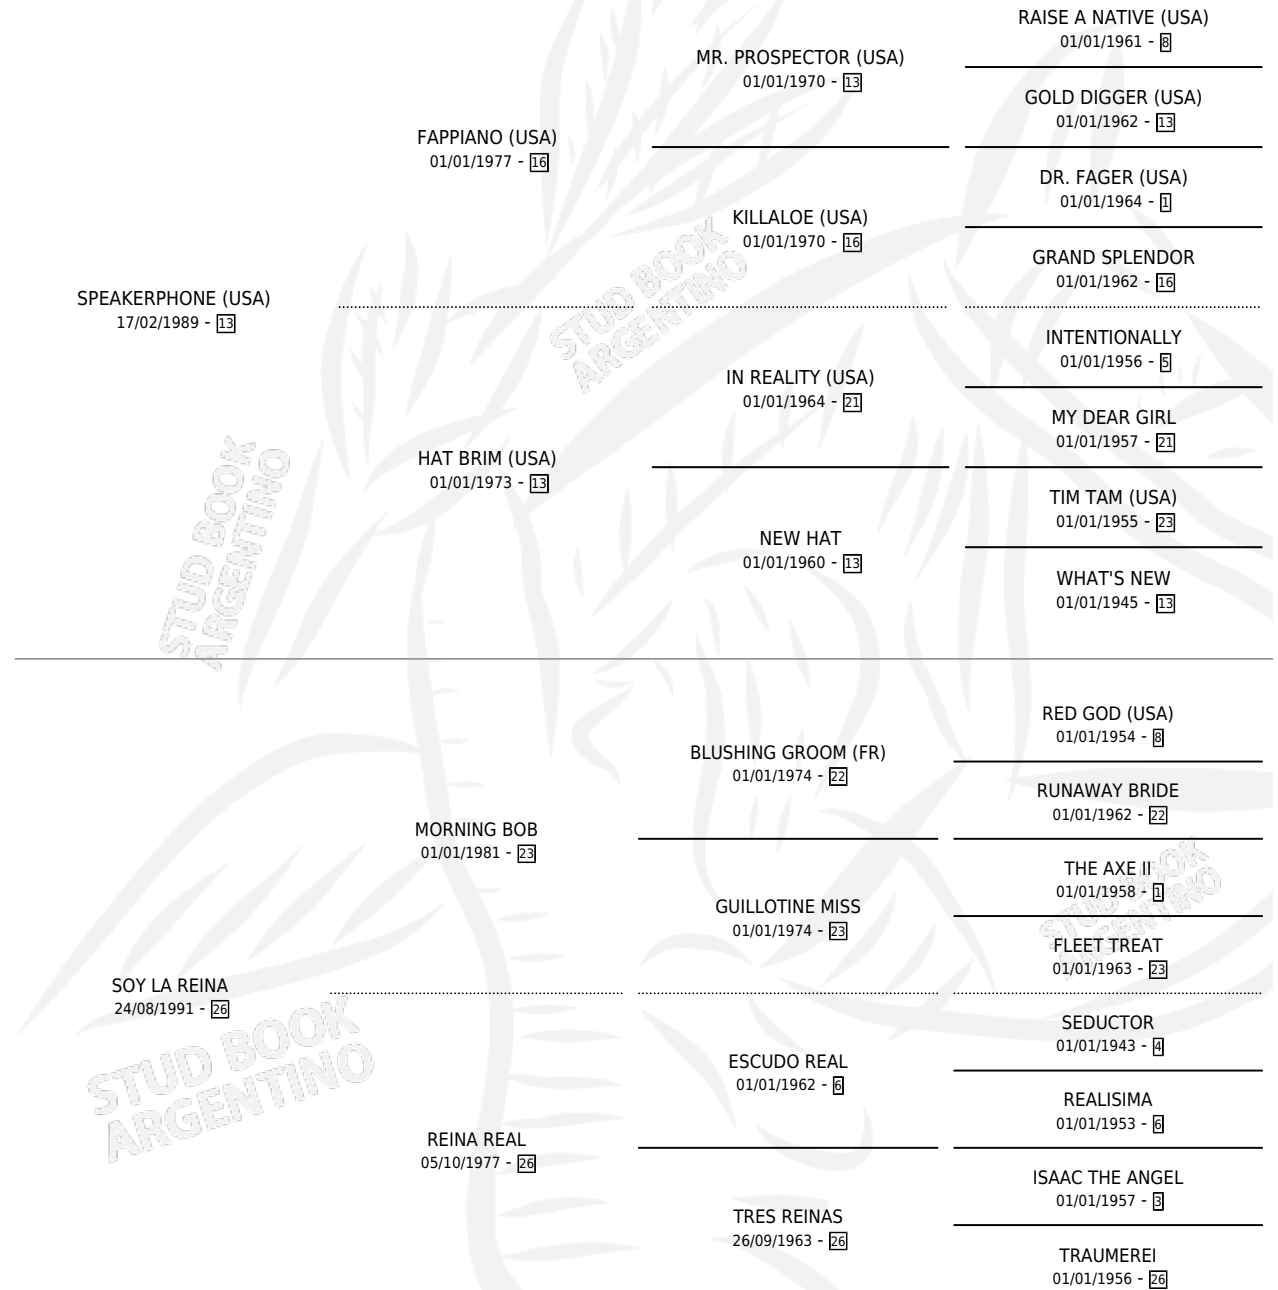 RAISE A NATIVE (USA)
01/01/1961 - 8
MR. PROSPECTOR (USA)
01/01/1970 - 13
GOLD DIGGER (USA)
01/01/1962 - 13
FAPPIANO (USA)
01/01/1977 - 16
DR. FAGER (USA)
01/01/1964 - 1
KILLALOE (USA)
01/01/1970 - 16
GRAND SPLENDOR
01/01/1962 - 16
SPEAKERPHONE (USA)
17/02/1989 - 13
STUD BOOK
ARGENTINO
INTENTIONALLY
01/01/1956 - 5
IN REALITY (USA)
01/01/1964 - 21
MY DEAR GIRL
01/01/1957 - 21
HAT BRIM (USA)
01/01/1973 - 13
TIM TAM (USA)
01/01/1955 - 23
NEW HAT
01/01/1960 - 13
WHAT'S NEW
01/01/1945 - 13
STUD BOOK
ARGENTINO
RED GOD (USA)
01/01/1954 - 8
BLUSHING GROOM (FR)
01/01/1974 - 22
RUNAWAY BRIDE
01/01/1962 - 22
MORNING BOB
01/01/1981 - 23
THE AXE II
01/01/1958 - 1
GUILLOTINE MISS
01/01/1974 - 23
FLEET TREAT
01/01/1963 - 23
STUD BOOK
ARGENTINO
SOY LA REINA
24/08/1991 - 26
SEDUCTOR
01/01/1943 - 4
ESCUDO REAL
01/01/1962 - 6
REALISIMA
01/01/1953 - 6
STUD BOOK
ARGENTINO
REINA REAL
05/10/1977 - 26
ISAAC THE ANGEL
01/01/1957 - 3
TRES REINAS
26/09/1963 - 26
TRAUMEREI
01/01/1956 - 26